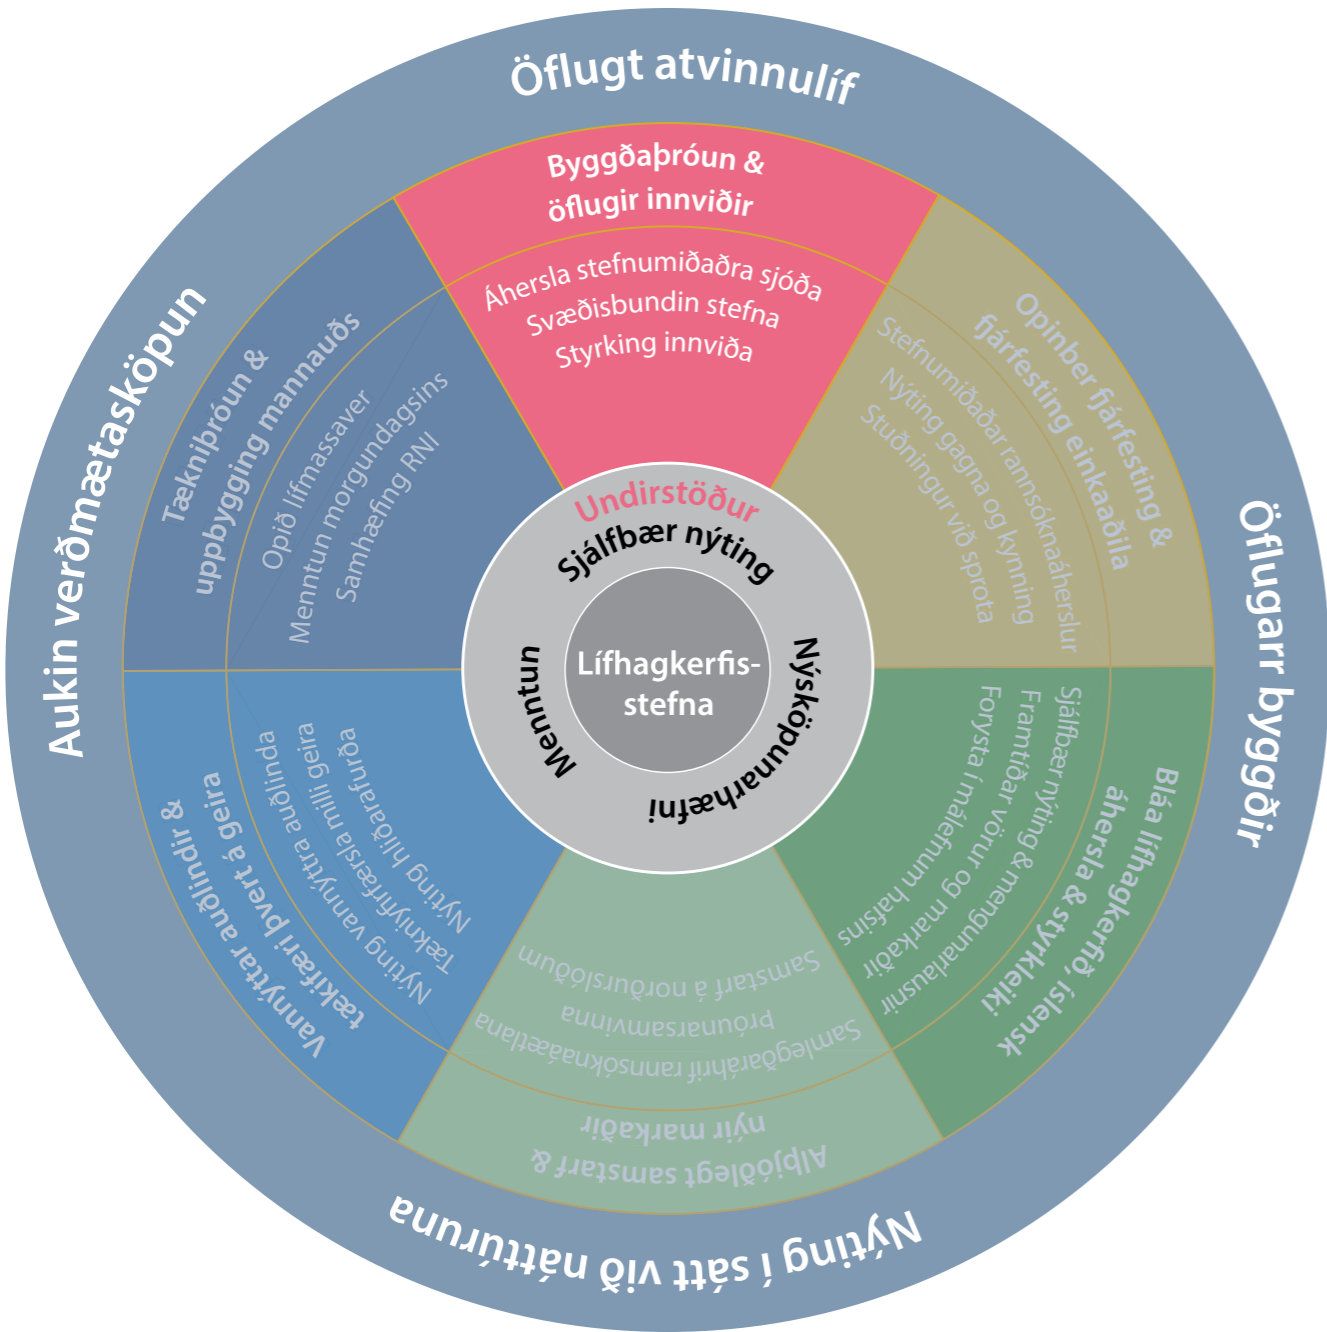 Öflugt atvinnulíf
Öflugarr byggðir
Nýting í sátt við náttúruna
Aukin verðmætasköpun
Byggðaþróun &
öflugir innviðir
Áhersla stefnumiðaðra sjóða
Svæðisbundin stefna
Styrking innviða
Opinber fjárfesting &
fjárfesting einkaaðila
Stefnumiðaðar rannsóknaáherslur
Nýting gagna og kynning
Stuðningur við sprota
Bláa lífhagkerfið, íslensk
áhersla & styrkleiki
Sjálfbær nýting & mengunarlausnir
Framtíðar vörur og markaðir
Forysta í málefnum hafsins
Alþjóðlegt samstarf &
nýir markaðir
Samlegðaráhrif rannsóknaáætlana
Þróunarsamvinna
Samstarf á norðurslóðum
Vannýttar auðlindir &
tækifæri þvert á geira
Nýting vannýttra auðlinda
Tækniyfirfærsla milli geira
Nýting hliðarafurða
Tækniþróun &
uppbygging mannauðs
Opið lífmassaver
Menntun morgundagsins
Samhæfing RNI
Undirstöður
Sjálfbær nýting
Nýsköpunarhæfni
Menntun
Lífhagkerfis-
stefna